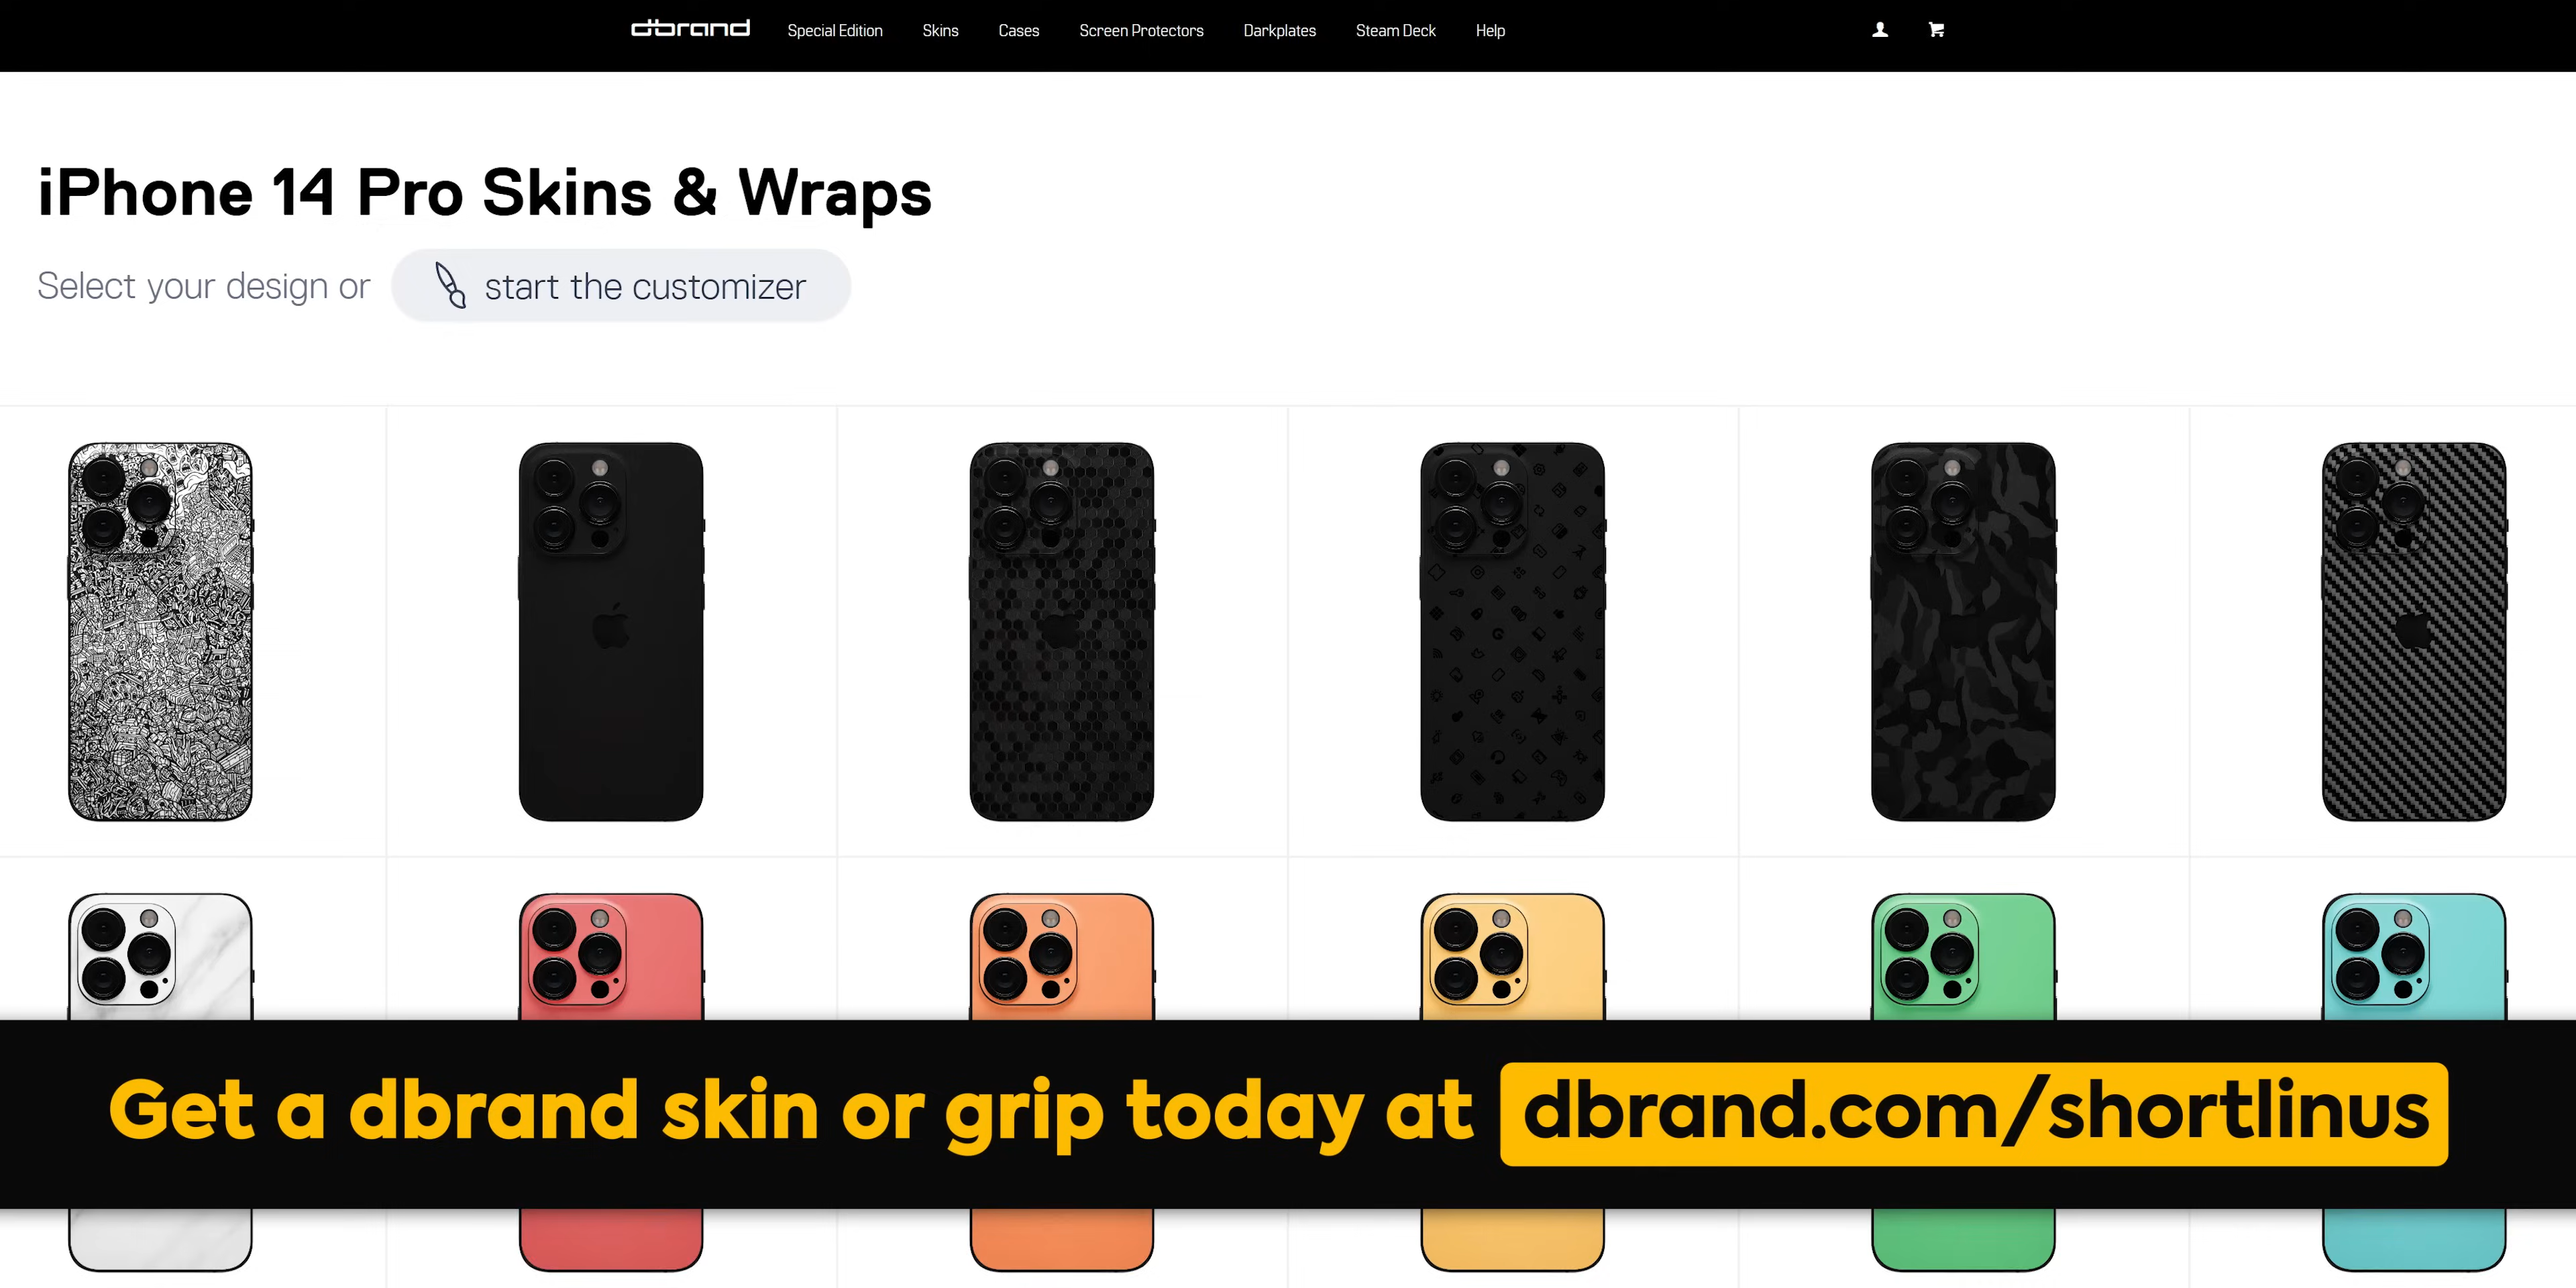 dbrand Special Edition Skins Cases Screen Protectors Darkplates Steam Deck Help
iPhone 14 Pro Skins & Wraps
Select your design or start the customizer
Get a dbrand skin or grip today at dbrand.com/shortlinus